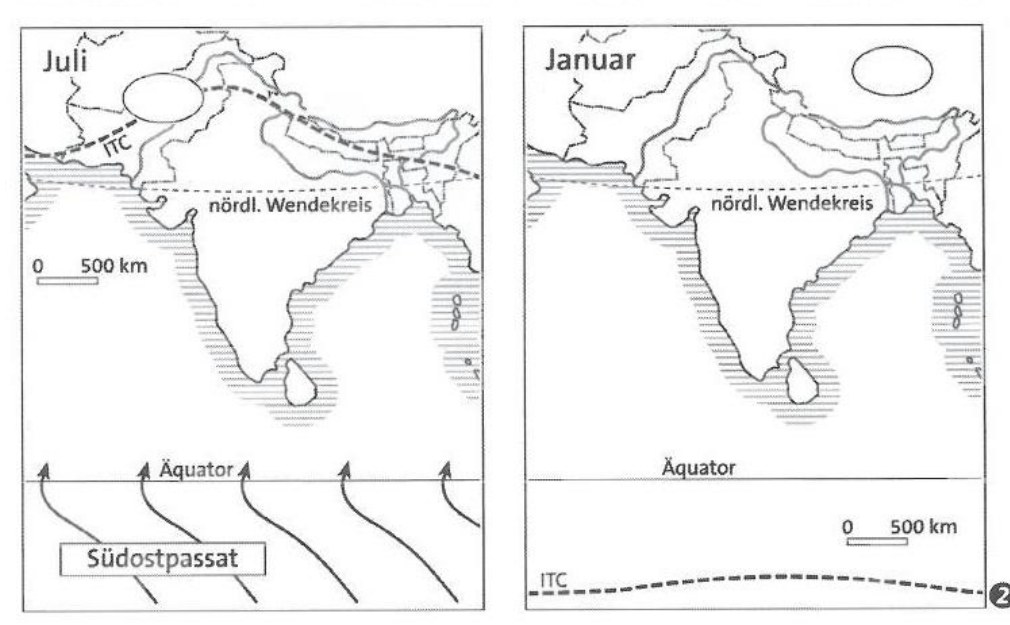 Juli
ITC
nördl. Wendekreis
0 500 km
Äquator
Südostpassat
Januar
nördl. Wendekreis
Äquator
0 500 km
ITC
2